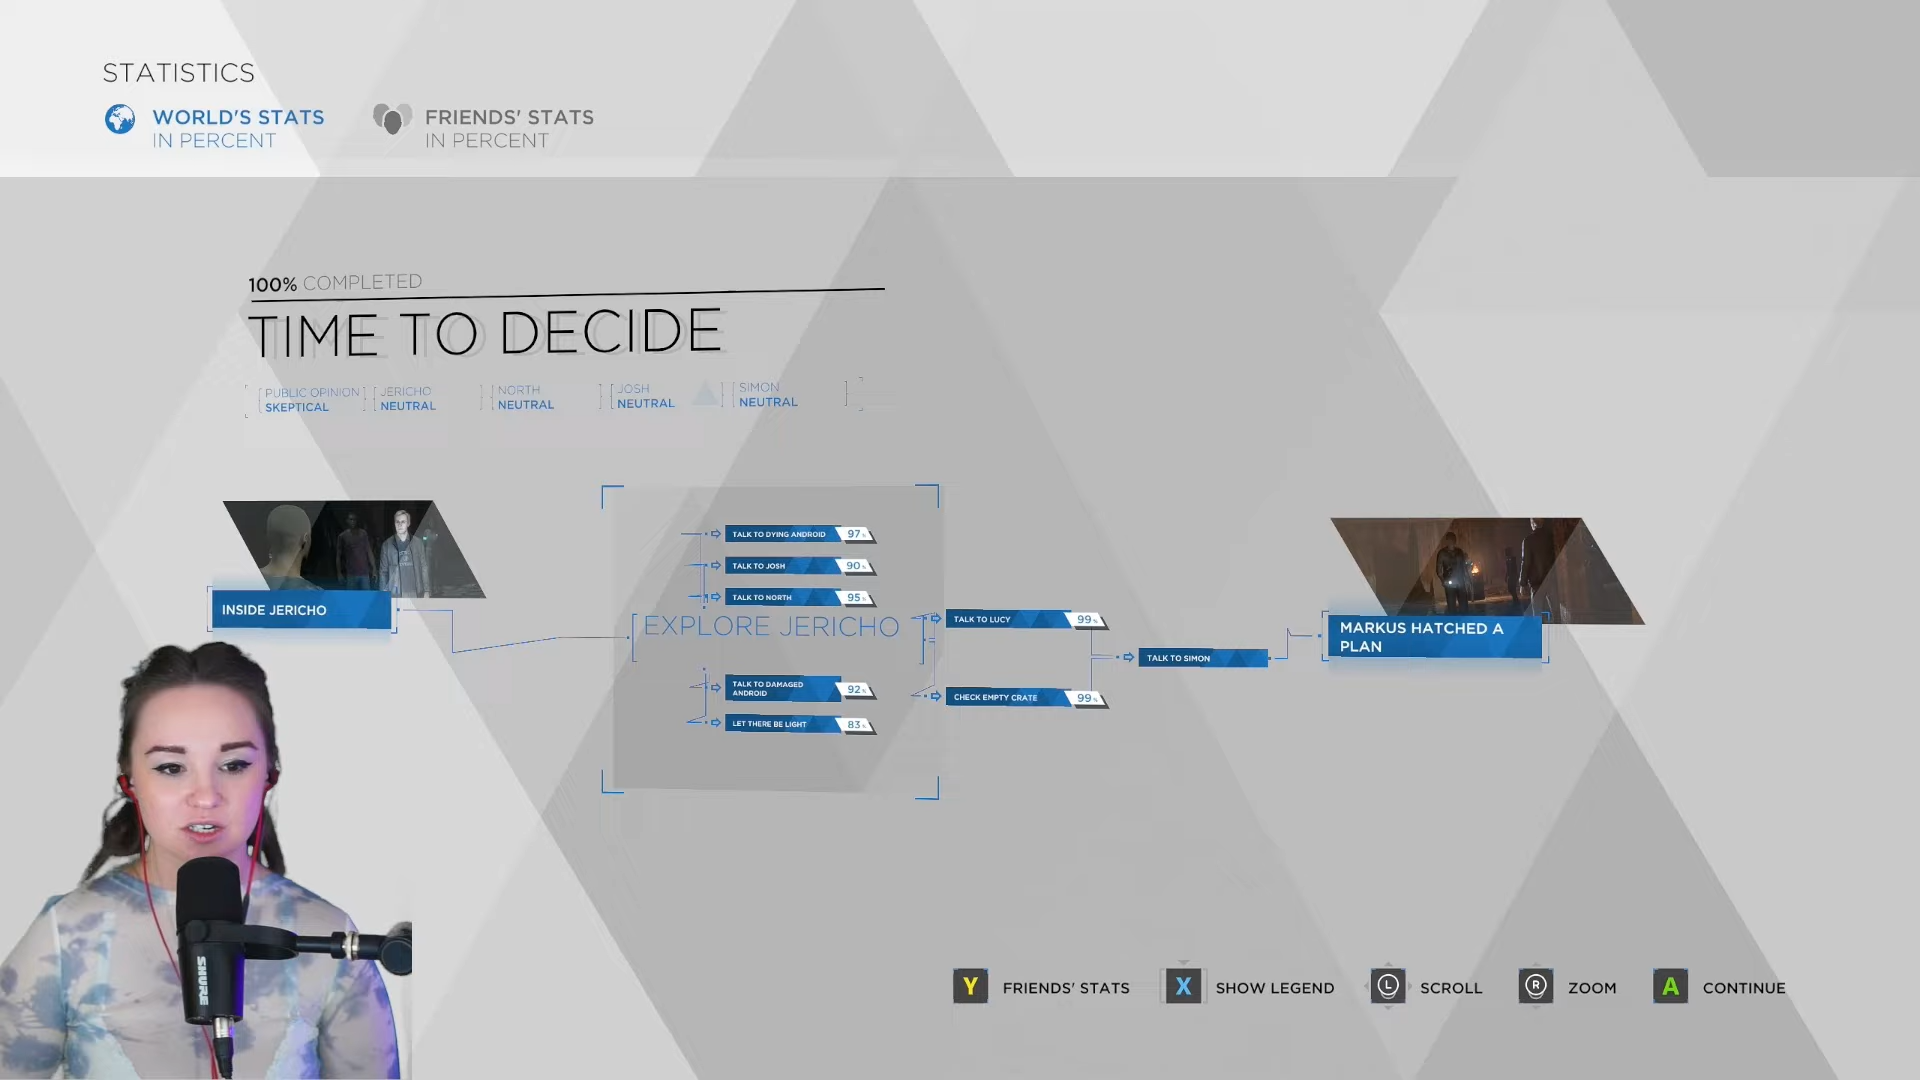 STATISTICS
WORLD'S STATS
IN PERCENT
FRIENDS' STATS
IN PERCENT
100% COMPLETED
TIME TO DECIDE
PUBLIC OPINION
SKEPTICAL
JERICHO
NEUTRAL
NORTH
NEUTRAL
JOSH
NEUTRAL
SIMON
NEUTRAL
INSIDE JERICHO
TALK TO DYING ANDROID 97%
TALK TO JOSH 90%
TALK TO NORTH 95%
EXPLORE JERICHO
TALK TO DAMAGED
ANDROID 92%
LET THERE BE LIGHT 83%
TALK TO LUCY 99%
CHECK EMPTY CRATE 99%
TALK TO SIMON
MARKUS HATCHED A
PLAN
SHURE
Y FRIENDS' STATS
X SHOW LEGEND
L SCROLL
R ZOOM
A CONTINUE